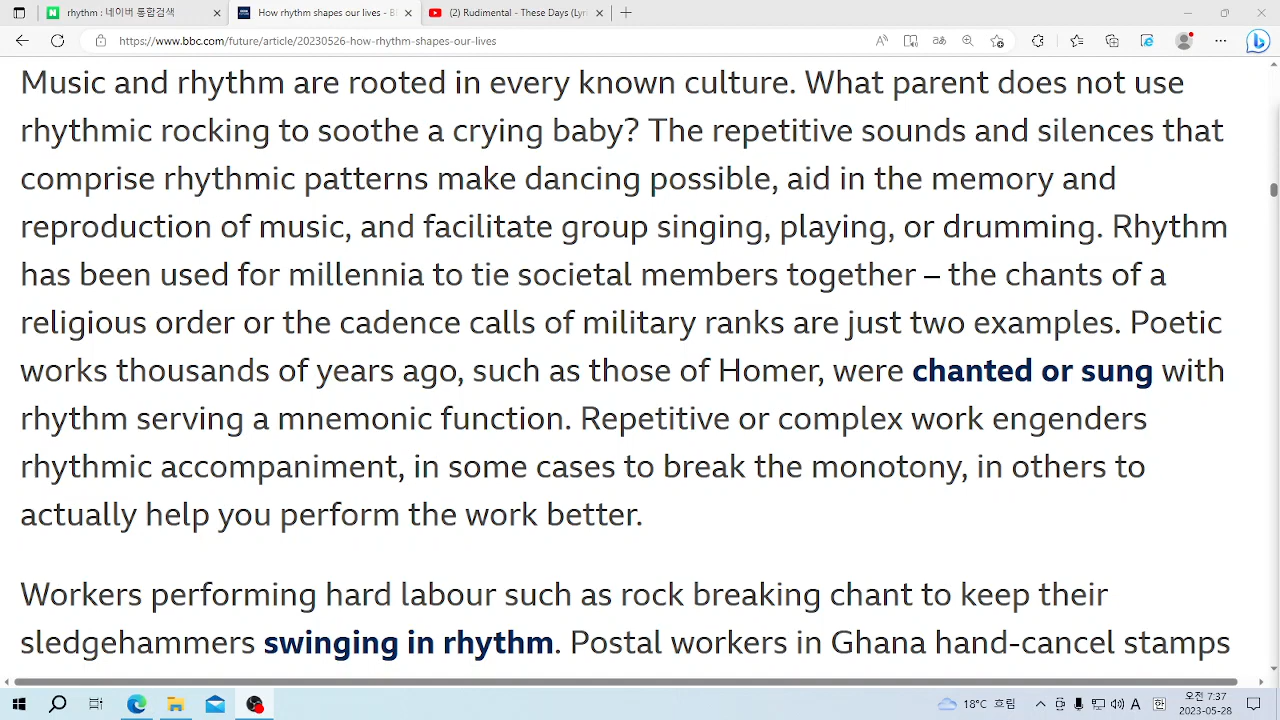 rhythm : 네이버 통합검색
How rhythm shapes our lives - B
(2) Rudimental - These Days (Lyri
https://www.bbc.com/future/article/20230526-how-rhythm-shapes-our-lives
Music and rhythm are rooted in every known culture. What parent does not use
rhythmic rocking to soothe a crying baby? The repetitive sounds and silences that
comprise rhythmic patterns make dancing possible, aid in the memory and
reproduction of music, and facilitate group singing, playing, or drumming. Rhythm
has been used for millennia to tie societal members together – the chants of a
religious order or the cadence calls of military ranks are just two examples. Poetic
works thousands of years ago, such as those of Homer, were chanted or sung with
rhythm serving a mnemonic function. Repetitive or complex work engenders
rhythmic accompaniment, in some cases to break the monotony, in others to
actually help you perform the work better.
Workers performing hard labour such as rock breaking chant to keep their
sledgehammers swinging in rhythm. Postal workers in Ghana hand-cancel stamps
18°C 흐림
A
오전 7:37
2023-05-28